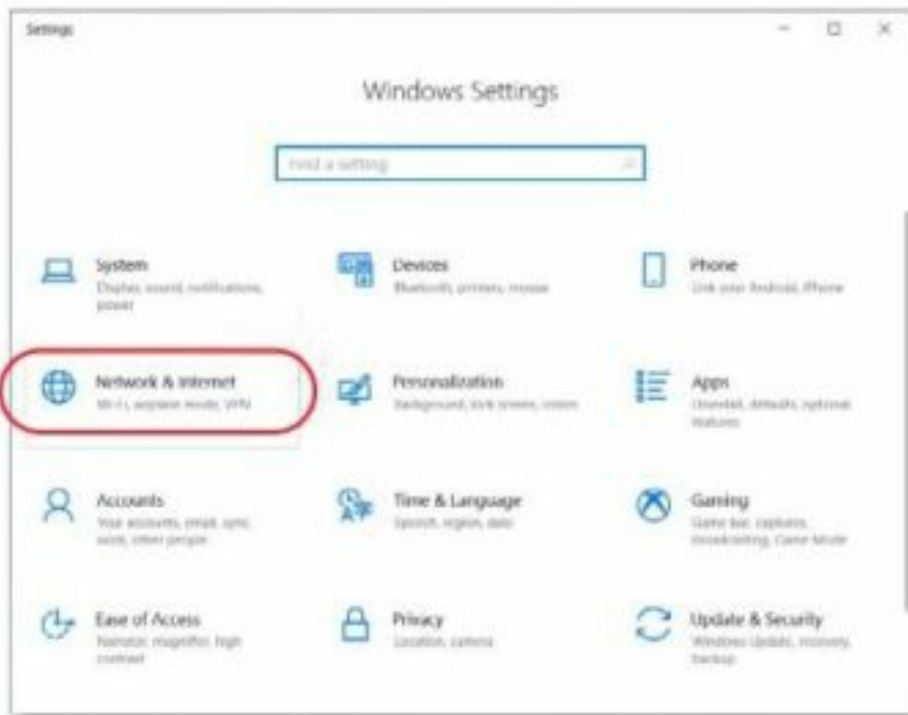 Settings
Windows Settings
Find a setting
System
Display, sound, notifications,
power
Devices
Bluetooth, printers, mouse
Phone
Link your Android, iPhone
Network & Internet
Wi-Fi, airplane mode, VPN
Personalization
Background, lock screen, colors
Apps
Uninstall, defaults, optional
features
Accounts
Your accounts, email, sync,
work, other people
Time & Language
Speech, region, date
Gaming
Game bar, captures,
broadcasting, Game Mode
Ease of Access
Narrator, magnifier, high
contrast
Privacy
Location, camera
Update & Security
Windows Update, recovery,
backup